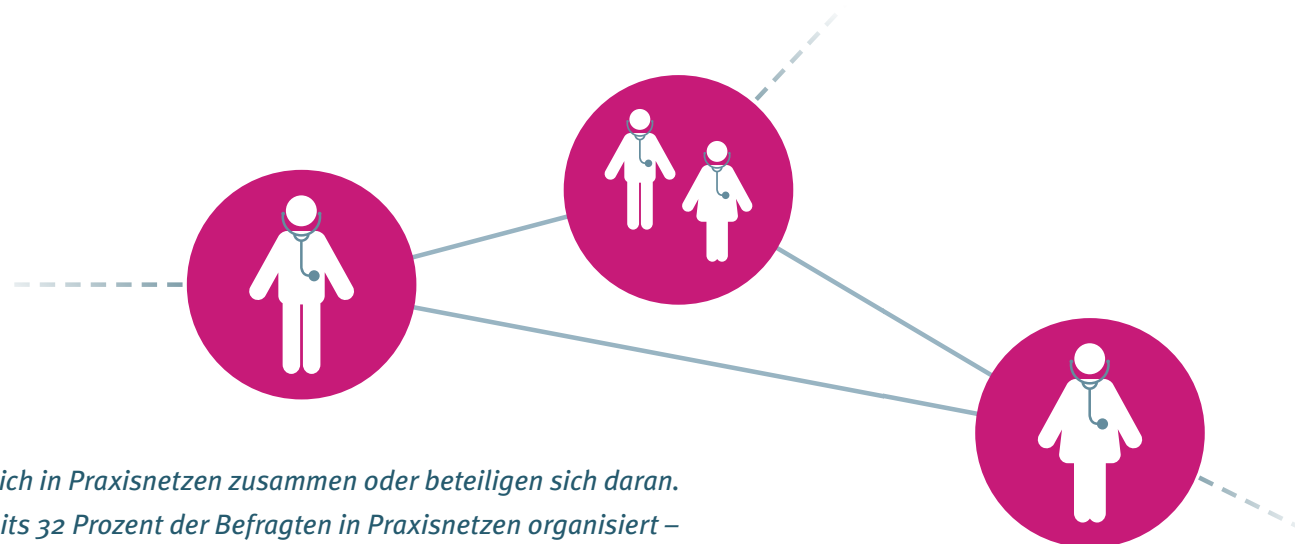 ich in Praxisnetzen zusammen oder beteiligen sich daran.
its 32 Prozent der Befragten in Praxisnetzen organisiert –